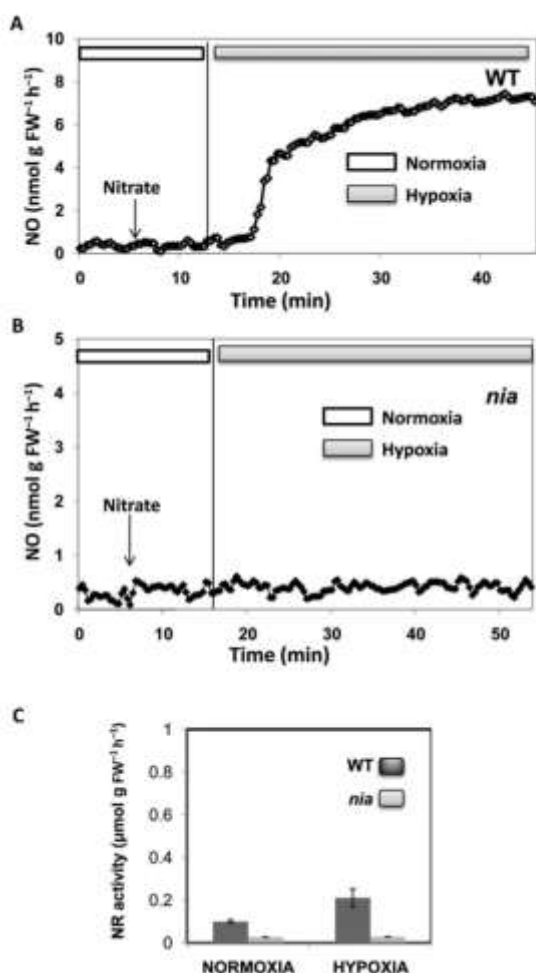 A
NO (nmol g FW⁻¹ h⁻¹)
10
8
6
4
2
0
WT
Normoxia
Hypoxia
Nitrate
0 10 20 30 40
Time (min)
B
NO (nmol g FW⁻¹ h⁻¹)
5
4
3
2
1
0
nia
Normoxia
Hypoxia
Nitrate
0 10 20 30 40 50
Time (min)
C
NR activity (µmol g FW⁻¹ h⁻¹)
1
0.8
0.6
0.4
0.2
0
WT
nia
NORMOXIA HYPOXIA